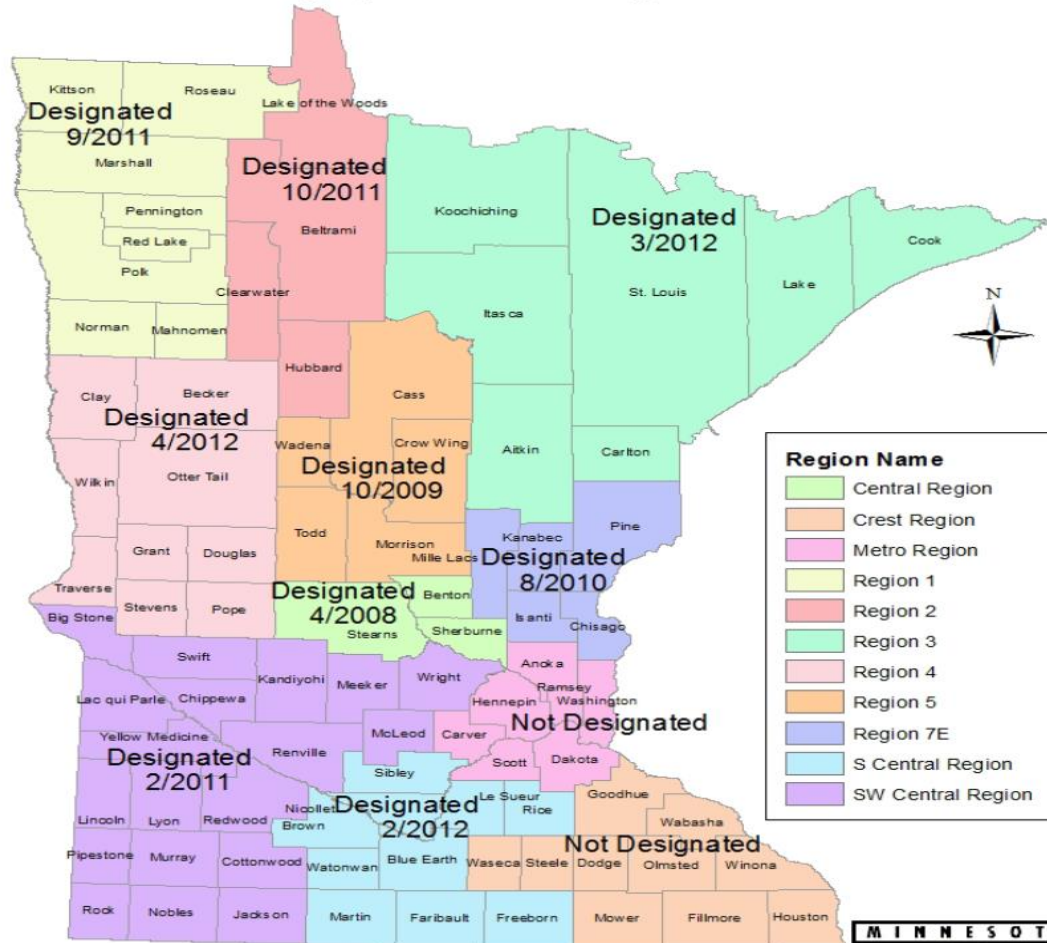 Kittson
Roseau
Lake of the Woods
Designated
9/2011
Marshall
Designated
10/2011
Pennington
Koochiching
Designated
3/2012
Beltrami
Red Lake
Cook
Polk
Clearwater
St. Louis
Lake
N
Itasca
Norman
Mahnomen
Hubbard
Clay
Becker
Cass
Designated
4/2012
Wadena
Crow Wing
Aitkin
Carlton
Designated
10/2009
Wilkin
Otter Tail
Pine
Todd
Kanabec
Morrison
Mille Lacs
Designated
8/2010
Grant
Douglas
Traverse
Designated
4/2008
Benton
Stevens
Pope
Isanti
Chisago
Big Stone
Stearns
Sherburne
Swift
Anoka
Kandiyohi
Meeker
Wright
Ramsey
Lac qui Parle
Chippewa
Hennepin
Washington
Not Designated
Yellow Medicine
McLeod
Carver
Designated
2/2011
Renville
Scott
Dakota
Sibley
Goodhue
Nicollet
Designated
2/2012
Le Sueur
Rice
Lincoln
Lyon
Redwood
Brown
Wabasha
Not Designated
Pipestone
Murray
Cottonwood
Watonwan
Blue Earth
Waseca
Steele
Dodge
Olmsted
Winona
Rock
Nobles
Jackson
Martin
Faribault
Freeborn
Mower
Fillmore
Houston
Region Name
Central Region
Crest Region
Metro Region
Region 1
Region 2
Region 3
Region 4
Region 5
Region 7E
S Central Region
SW Central Region
MINNESOT